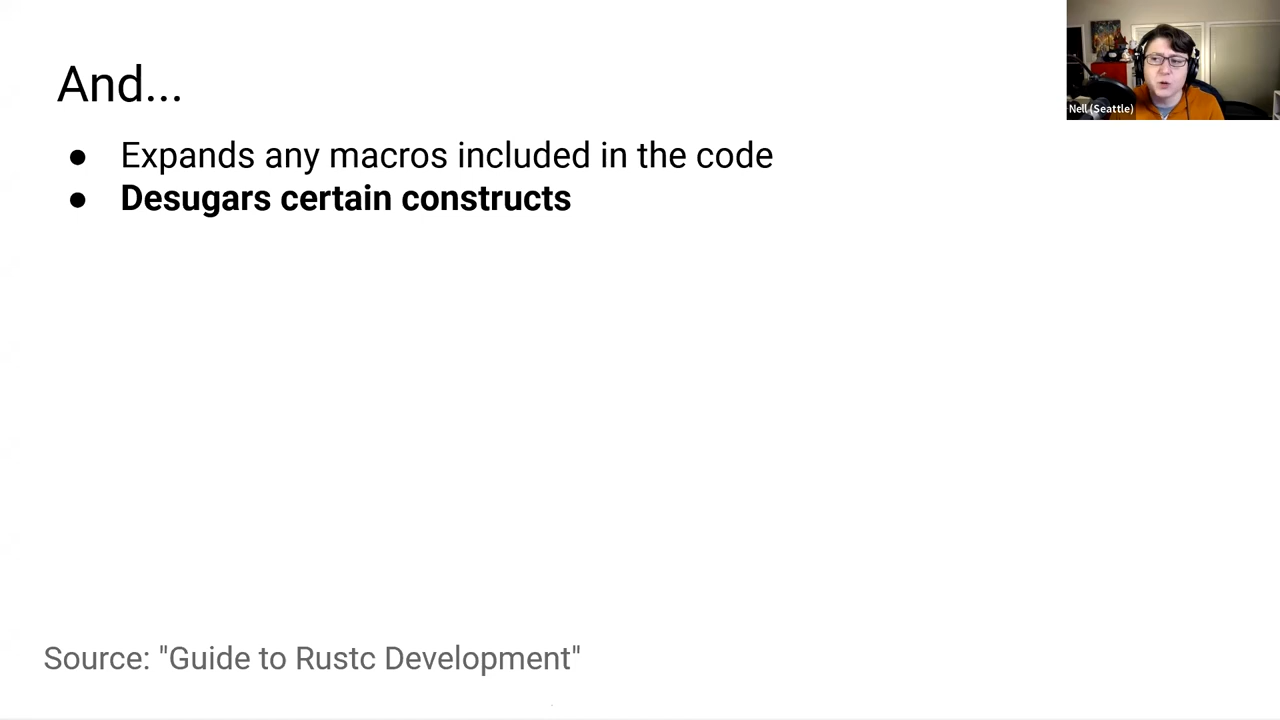 And...
● Expands any macros included in the code
● Desugars certain constructs
Source: "Guide to Rustc Development"
Nell (Seattle)